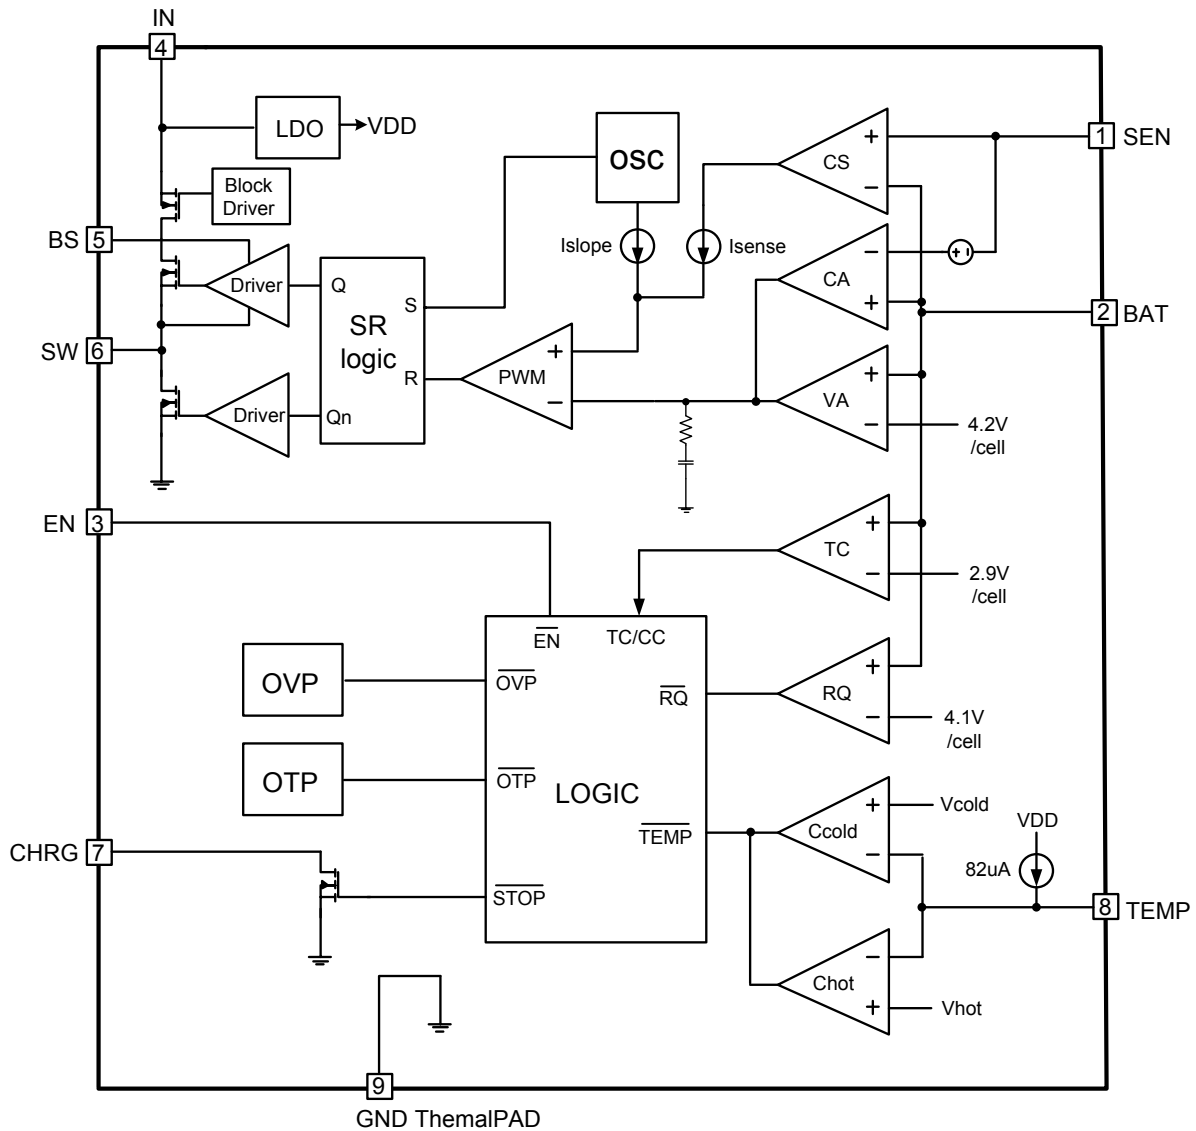 IN
4
LDO
VDD
Block
Driver
BS
5
Driver
SW
6
Driver
Q
SR
logic
Qn
S
R
OSC
Islope
Isense
PWM
+
−
CS
+
−
CA
−
+
VA
+
−
4.2V
/cell
1
SEN
+ -
2
BAT
EN
3
TC
+
−
2.9V
/cell
EN
TC/CC
OVP
OVP
RQ
RQ
+
−
4.1V
/cell
OTP
OTP
LOGIC
TEMP
Ccold
+
−
Vcold
VDD
82uA
8
TEMP
CHRG
7
STOP
Chot
−
+
Vhot
9
GND ThemalPAD